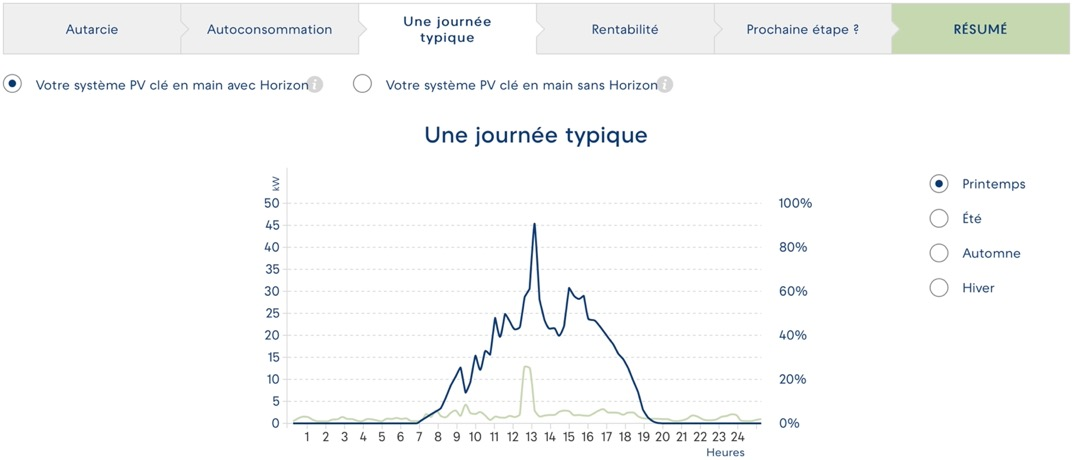 Autarcie
Autoconsommation
Une journée
typique
Rentabilité
Prochaine étape ?
RÉSUMÉ
Votre système PV clé en main avec Horizon i
Votre système PV clé en main sans Horizon i
Une journée typique
kW
50 100%
45
40 80%
35
30 60%
25
20 40%
15
10 20%
5
0 0%
1 2 3 4 5 6 7 8 9 10 11 12 13 14 15 16 17 18 19 20 21 22 23 24
Heures
Printemps
Été
Automne
Hiver